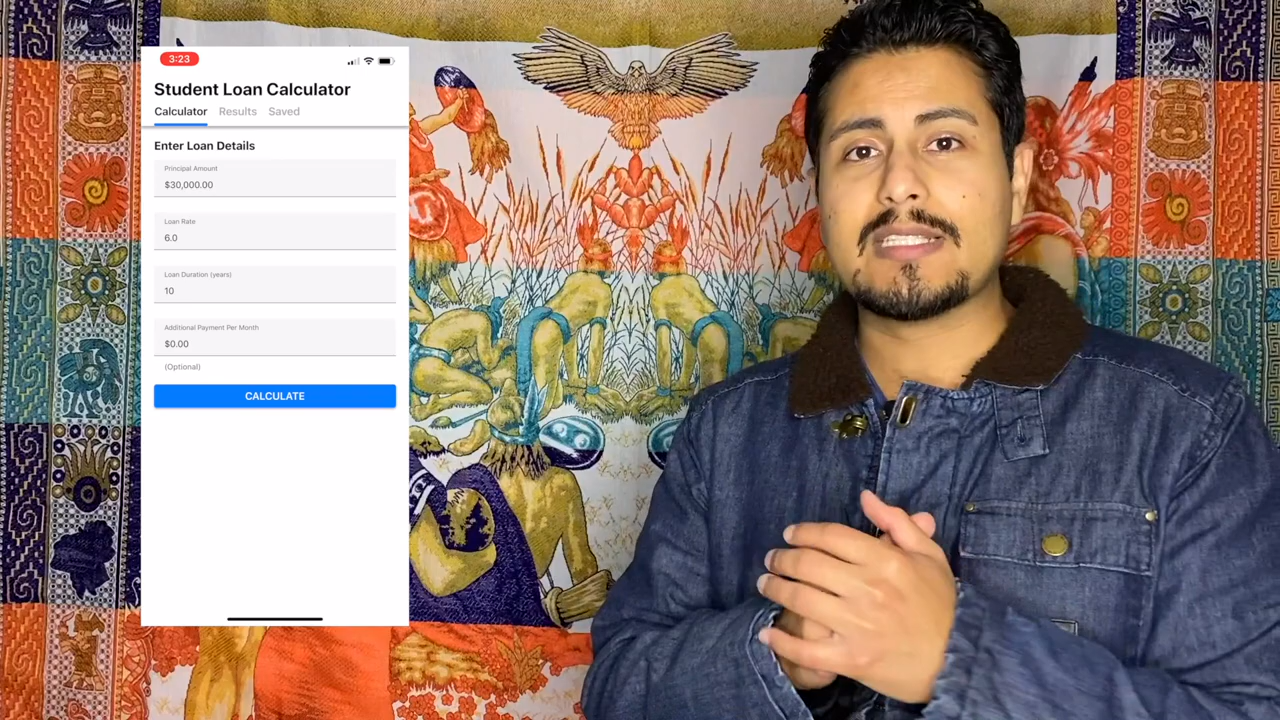 3:23
Student Loan Calculator
Calculator Results Saved
Enter Loan Details
Principal Amount
$30,000.00
Loan Rate
6.0
Loan Duration (years)
10
Additional Payment Per Month
$0.00
(Optional)
CALCULATE